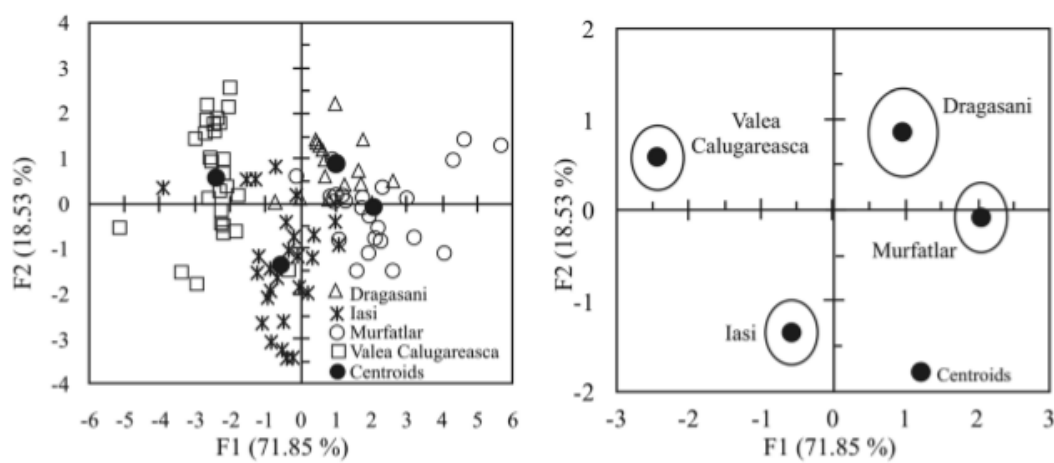 4
3
2
1
0
-1
-2
-3
-4
F2 (18.53 %)
-6 -5 -4 -3 -2 -1 0 1 2 3 4 5 6
F1 (71.85 %)
Dragasani
Iasi
Murfatlar
Valea Calugareasca
Centroids
2
1
0
-1
-2
F2 (18.53 %)
-3 -2 -1 0 1 2 3
F1 (71.85 %)
Valea
Calugareasca
Dragasani
Murfatlar
Iasi
Centroids